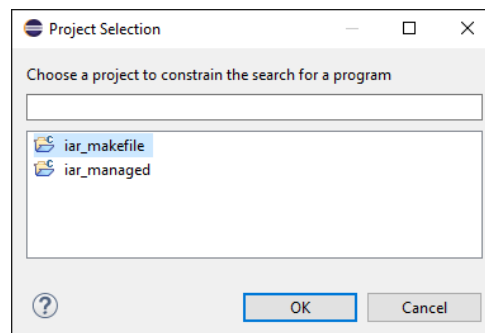 Project Selection
Choose a project to constrain the search for a program
iar_makefile
iar_managed
OK Cancel